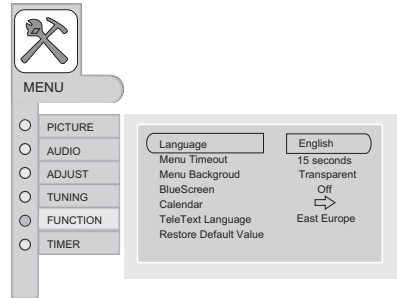 MENU
PICTURE
AUDIO
ADJUST
TUNING
FUNCTION
TIMER
Language English
Menu Timeout 15 seconds
Menu Backgroud Transparent
BlueScreen Off
Calendar
TeleText Language East Europe
Restore Default Value